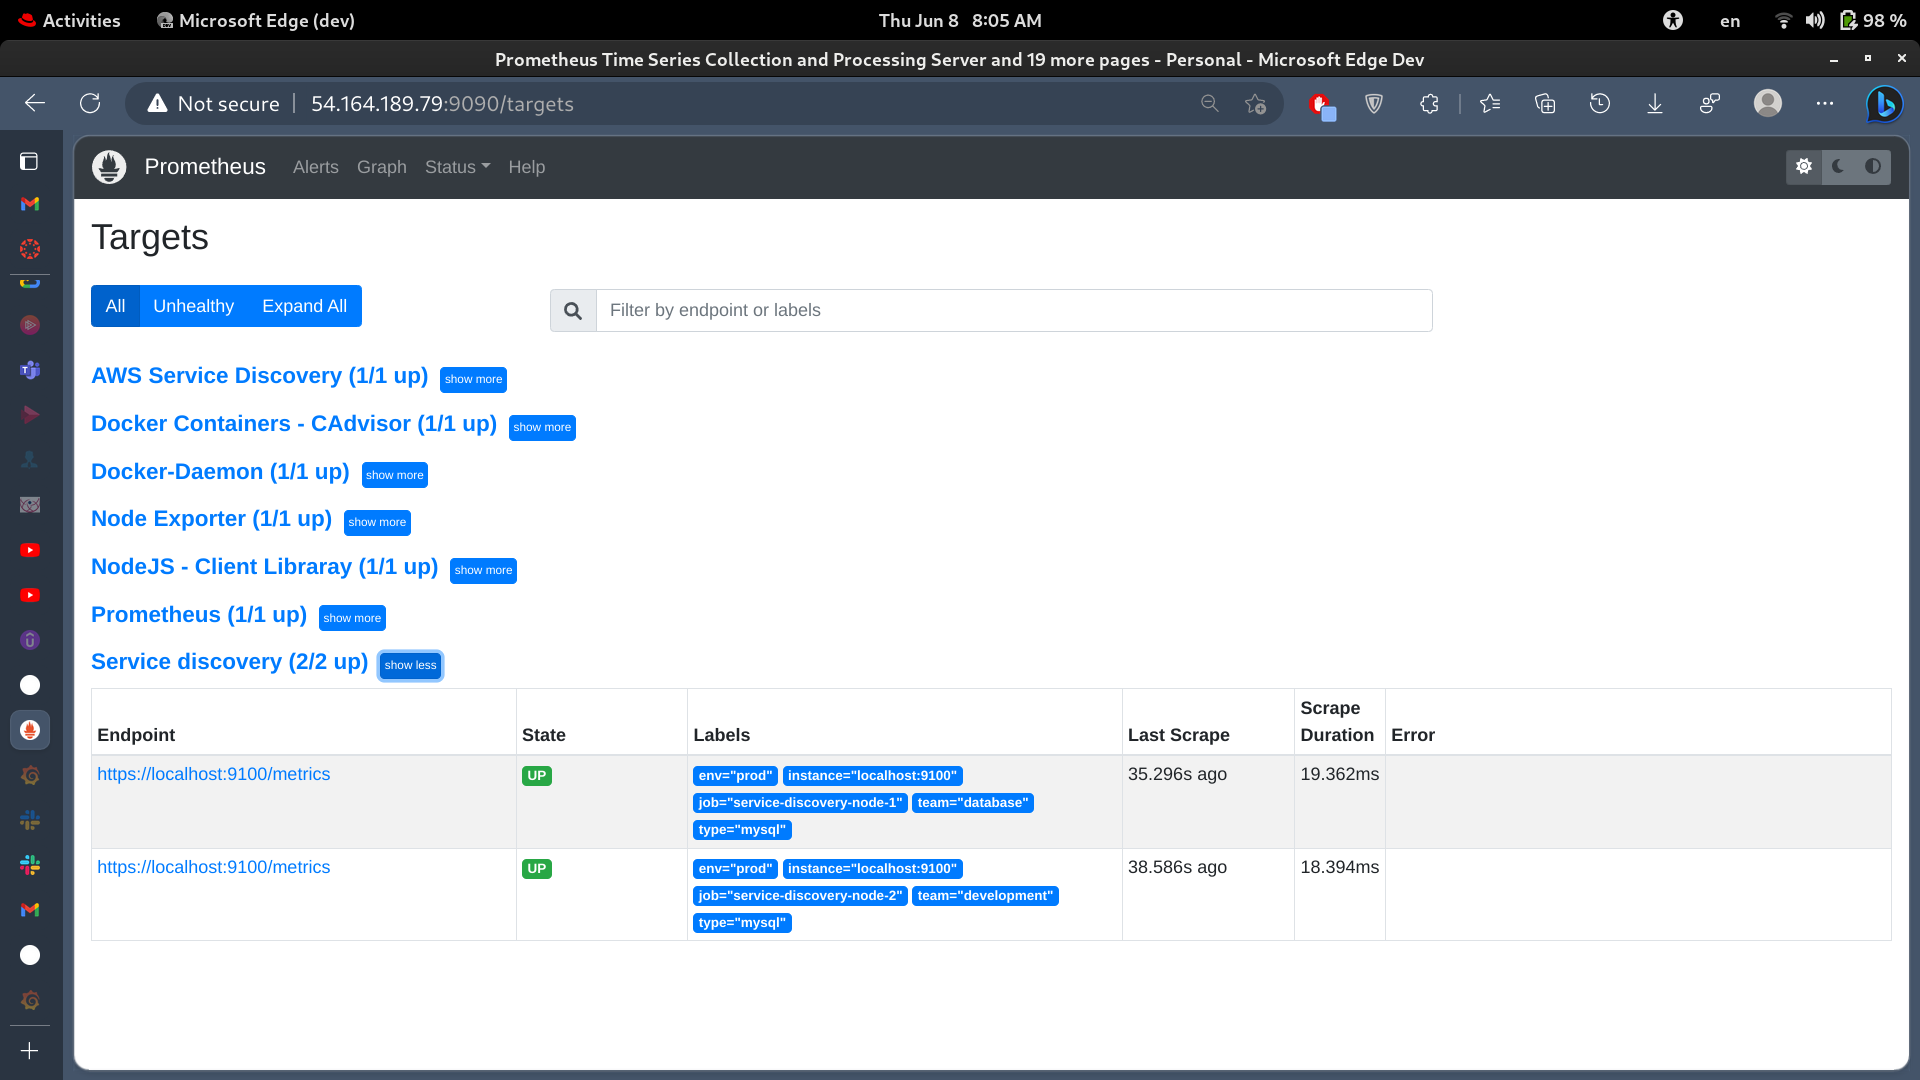 Activities Microsoft Edge (dev) Thu Jun 8 8:05 AM en 98 %
Prometheus Time Series Collection and Processing Server and 19 more pages - Personal - Microsoft Edge Dev
Not secure 54.164.189.79:9090/targets
Prometheus Alerts Graph Status Help
Targets
All Unhealthy Expand All Filter by endpoint or labels
AWS Service Discovery (1/1 up) show more
Docker Containers - CAdvisor (1/1 up) show more
Docker-Daemon (1/1 up) show more
Node Exporter (1/1 up) show more
NodeJS - Client Libraray (1/1 up) show more
Prometheus (1/1 up) show more
Service discovery (2/2 up) show less
Endpoint State Labels Last Scrape Scrape Duration Error
https://localhost:9100/metrics UP env="prod" instance="localhost:9100" 35.296s ago 19.362ms
job="service-discovery-node-1" team="database"
type="mysql"
https://localhost:9100/metrics UP env="prod" instance="localhost:9100" 38.586s ago 18.394ms
job="service-discovery-node-2" team="development"
type="mysql"